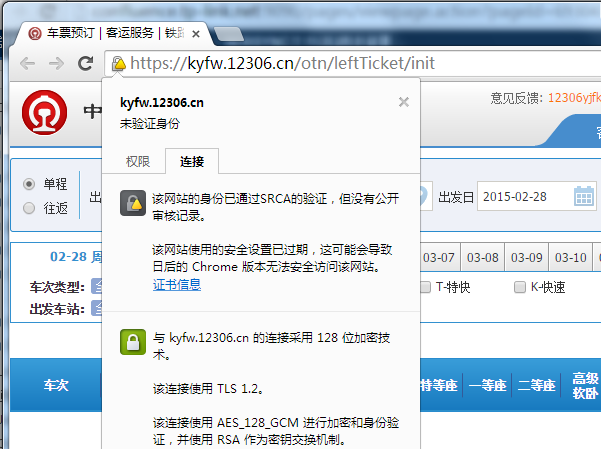 车票预订 | 客运服务 | 铁路
https://kyfw.12306.cn/otn/leftTicket/init
中
意见反馈: 12306yjfk
kyfw.12306.cn
未验证身份
权限 连接
单程
往返
出
出发日 2015-02-28
该网站的身份已通过SRCA的验证，但没有公开
审核记录。
该网站使用的安全设置已过期，这可能会导致
日后的 Chrome 版本无法安全访问该网站。
证书信息
02-28 周
03-07 03-08 03-09 03-10
车次类型: 全
T-特快 K-快速
出发车站: 全
与 kyfw.12306.cn 的连接采用 128 位加密技
术。
该连接使用 TLS 1.2。
车次 特等座 一等座 二等座 高级
软卧
该连接使用 AES_128_GCM 进行加密和身份验
证，并使用 RSA 作为密钥交换机制。